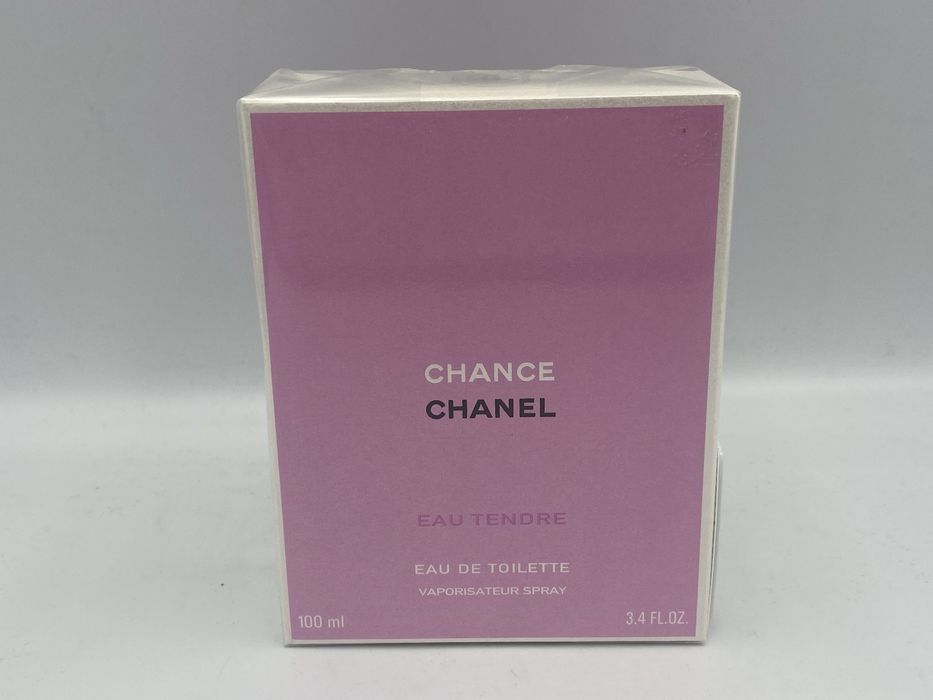 CHANCE
CHANEL
EAU TENDRE
EAU DE TOILETTE
VAPORISATEUR SPRAY
100 ml 3.4 FL.OZ.